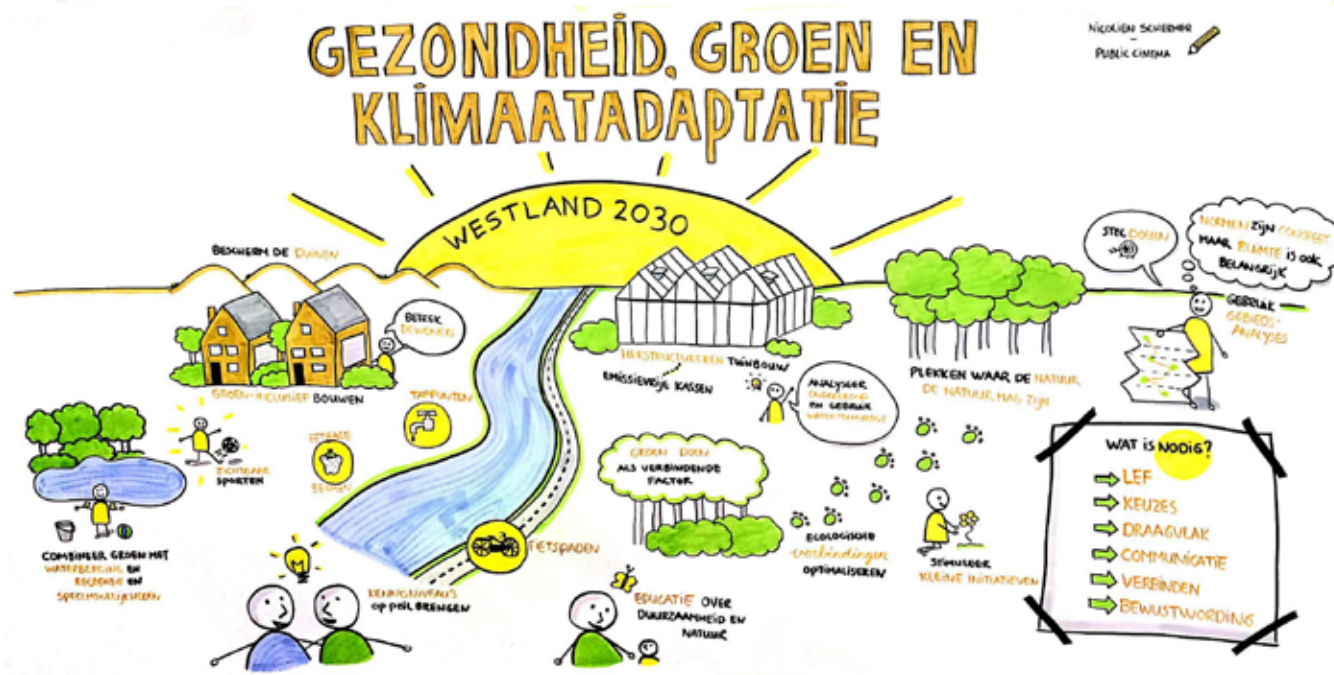 GEZONDHEID, GROEN EN
KLIMAATADAPTATIE
NICOLIEN SCHERMER
PUBLIC CINEMA
WESTLAND 2030
BESCHERM DE DUINEN
BETREK
BEWONERS
GROEN-INCLUSIEF BOUWEN
TAPPUNTEN
EETBARE
BERMEN
ZICHTBAAR
SPORTEN
COMBINEER GROEN MET
WATERBERGING EN
RECREATIE EN
SPEELMOGELIJKHEDEN
KENNISNIVEAUS
OP PEIL BRENGEN
FIETSPADEN
HERSTRUCTUREREN TUINBOUW
EMISSIEVRIJE KASSEN
ANALYSEER
EN GEBRUIK
GROEN DOEN
ALS VERBINDENDE
FACTOR
ECOLOGISCHE
verbindingen
OPTIMALISEREN
EDUCATIE OVER
DUURZAAMHEID EN
NATUUR
STIMULEER
KLEINE INITIATIEVEN
PLEKKEN WAAR DE NATUUR
DE NATUUR MAG ZIJN
STEL DOELEN
NORMEN ZIJN CONCREET
MAAR RUIMTE IS OOK
BELANGRIJK
GEBRUIK
GEBIEDS-
ANALYSES
WAT IS NODIG?
LEF
KEUZES
DRAAGVLAK
COMMUNICATIE
VERBINDEN
BEWUSTWORDING